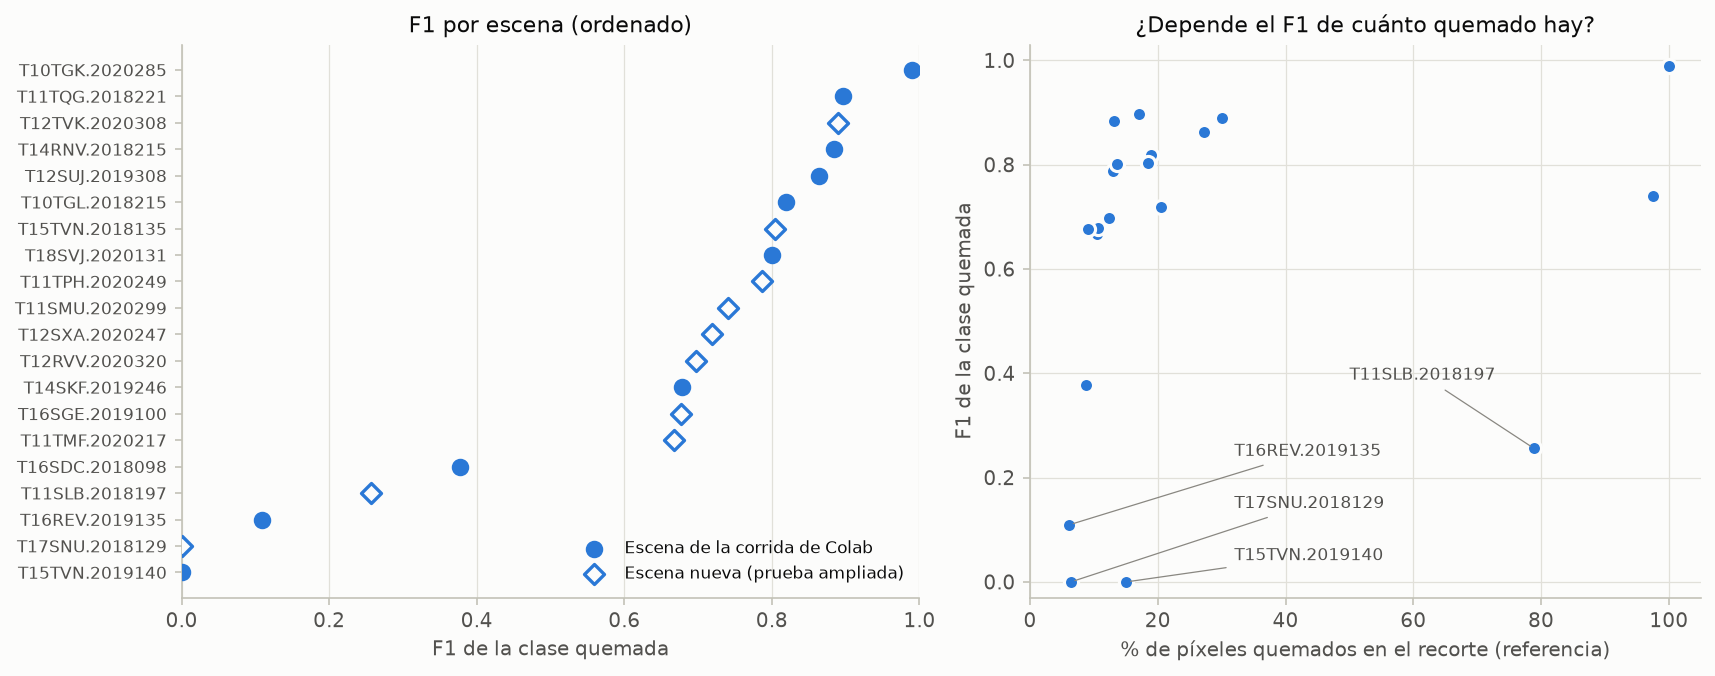 F1 por escena (ordenado)
T10TGK.2020285
T11TQG.2018221
T12TVK.2020308
T14RNV.2018215
T12SUJ.2019308
T10TGL.2018215
T15TVN.2018135
T18SVJ.2020131
T11TPH.2020249
T11SMU.2020299
T12SXA.2020247
T12RVV.2020320
T14SKF.2019246
T16SGE.2019100
T11TMF.2020217
T16SDC.2018098
T11SLB.2018197
T16REV.2019135
T17SNU.2018129
T15TVN.2019140
Escena de la corrida de Colab
Escena nueva (prueba ampliada)
0.0 0.2 0.4 0.6 0.8 1.0
F1 de la clase quemada
¿Depende el F1 de cuánto quemado hay?
F1 de la clase quemada
1.0
0.8
0.6
0.4
0.2
0.0
T11SLB.2018197
T16REV.2019135
T17SNU.2018129
T15TVN.2019140
0 20 40 60 80 100
% de píxeles quemados en el recorte (referencia)